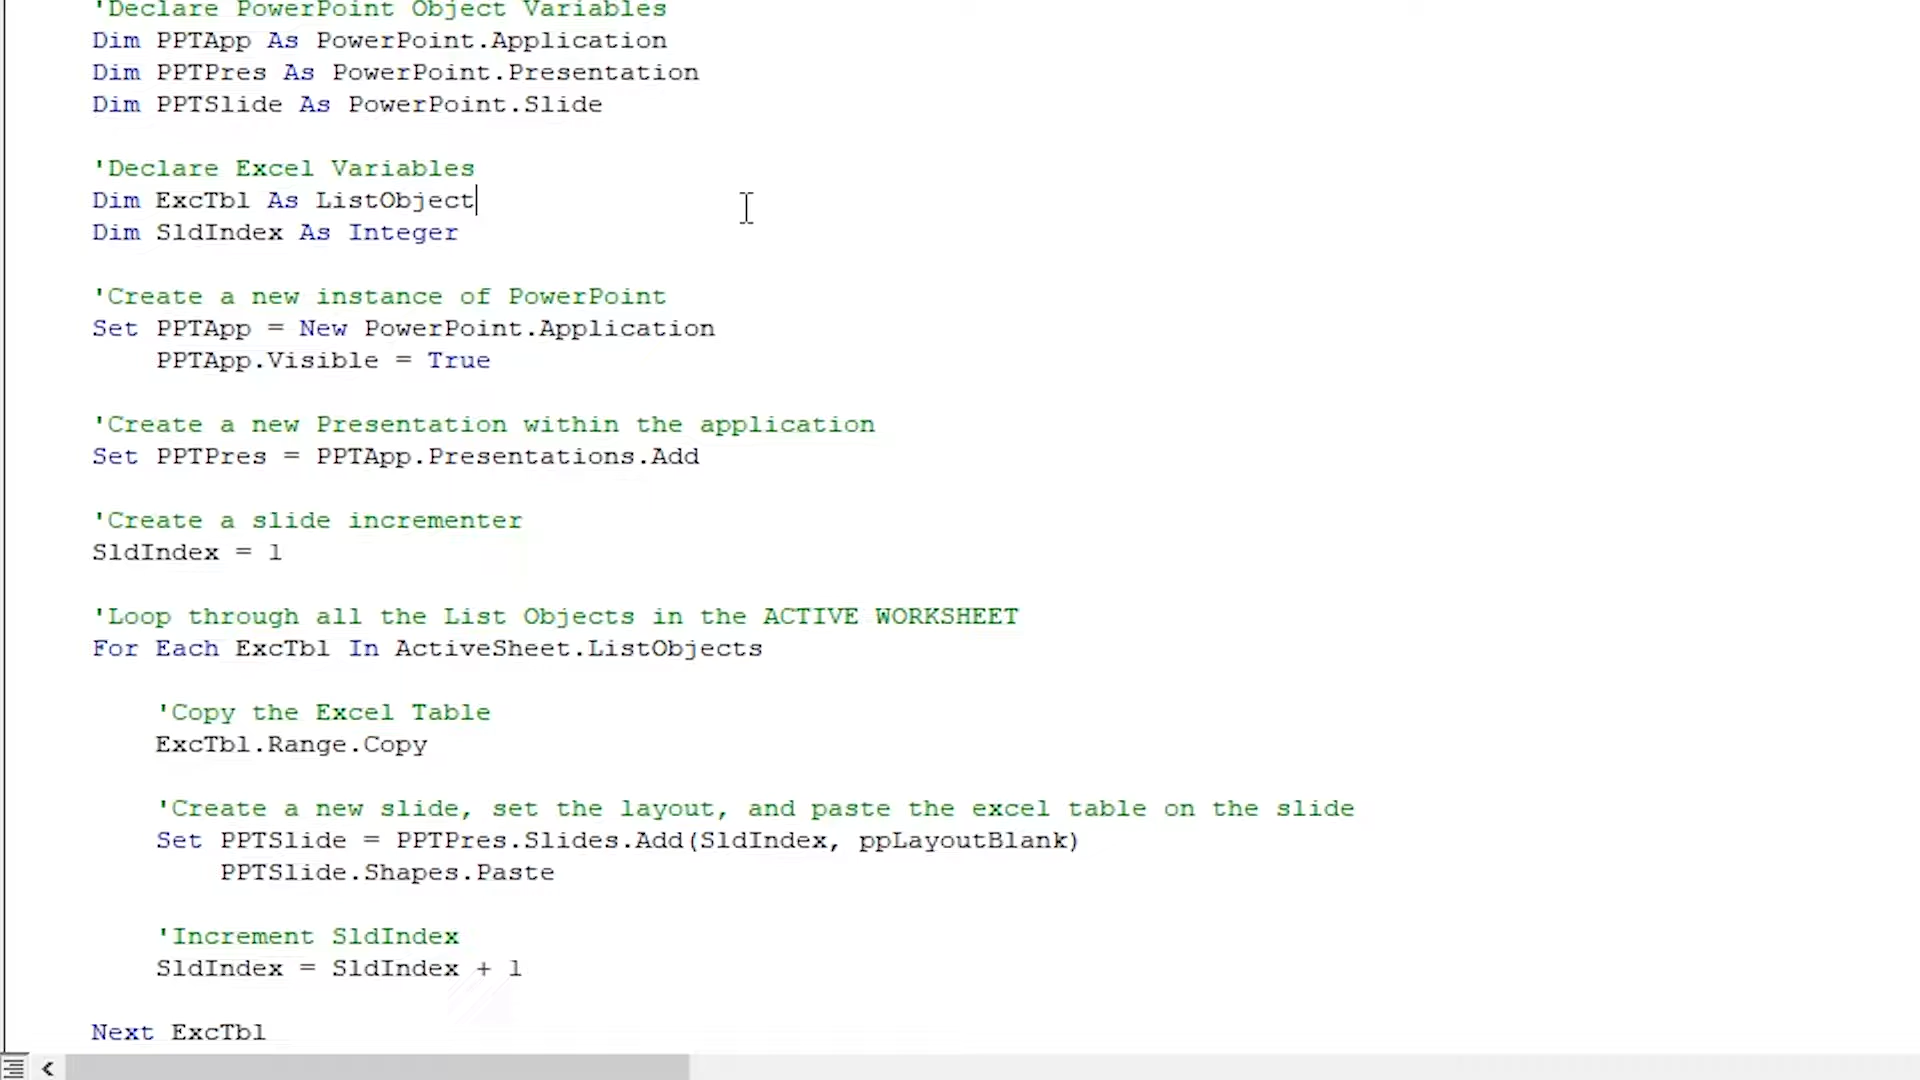 'Declare PowerPoint Object Variables
Dim PPTApp As PowerPoint.Application
Dim PPTPres As PowerPoint.Presentation
Dim PPTSlide As PowerPoint.Slide
'Declare Excel Variables
Dim ExcTbl As ListObject
Dim SldIndex As Integer
'Create a new instance of PowerPoint
Set PPTApp = New PowerPoint.Application
PPTApp.Visible = True
'Create a new Presentation within the application
Set PPTPres = PPTApp.Presentations.Add
'Create a slide incrementer
SldIndex = 1
'Loop through all the List Objects in the ACTIVE WORKSHEET
For Each ExcTbl In ActiveSheet.ListObjects
'Copy the Excel Table
ExcTbl.Range.Copy
'Create a new slide, set the layout, and paste the excel table on the slide
Set PPTSlide = PPTPres.Slides.Add(SldIndex, ppLayoutBlank)
PPTSlide.Shapes.Paste
'Increment SldIndex
SldIndex = SldIndex + 1
Next ExcTbl